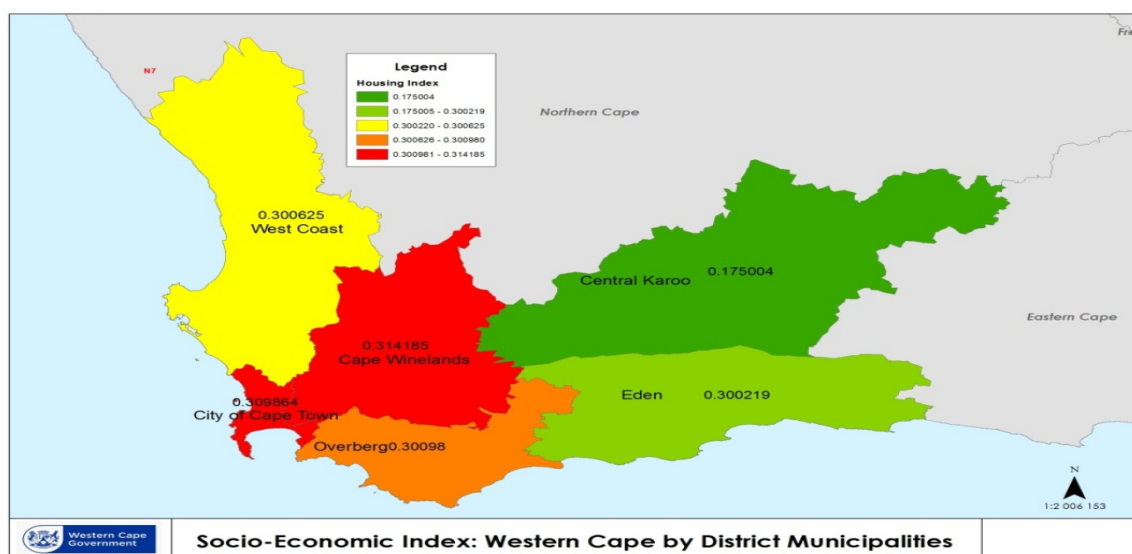 Fre
N7
Legend
Housing Index
0.175004
0.175005 - 0.300219
0.300220 - 0.300625
0.300626 - 0.300980
0.300981 - 0.314185
Northern Cape
0.300625
West Coast
Central Karoo 0.175004
Eastern Cape
0.314185
Cape Winelands
Eden 0.300219
0.309864
City of Cape Town
Overberg0.30098
N
1:2 006 153
Western Cape
Government
Socio-Economic Index: Western Cape by District Municipalities